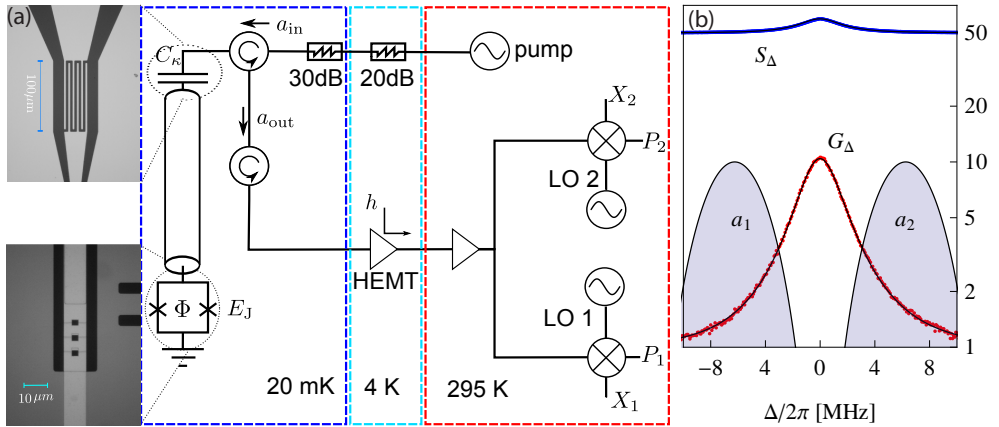 (a)
100μm
10 μm
C_κ
a_in
30dB
20dB
pump
a_out
h
HEMT
Φ
E_J
X_2
P_2
LO 2
LO 1
P_1
X_1
20 mK
4 K
295 K
(b)
S_Δ
G_Δ
a_1
a_2
50
20
10
5
2
1
−8
−4
0
4
8
Δ/2π [MHz]